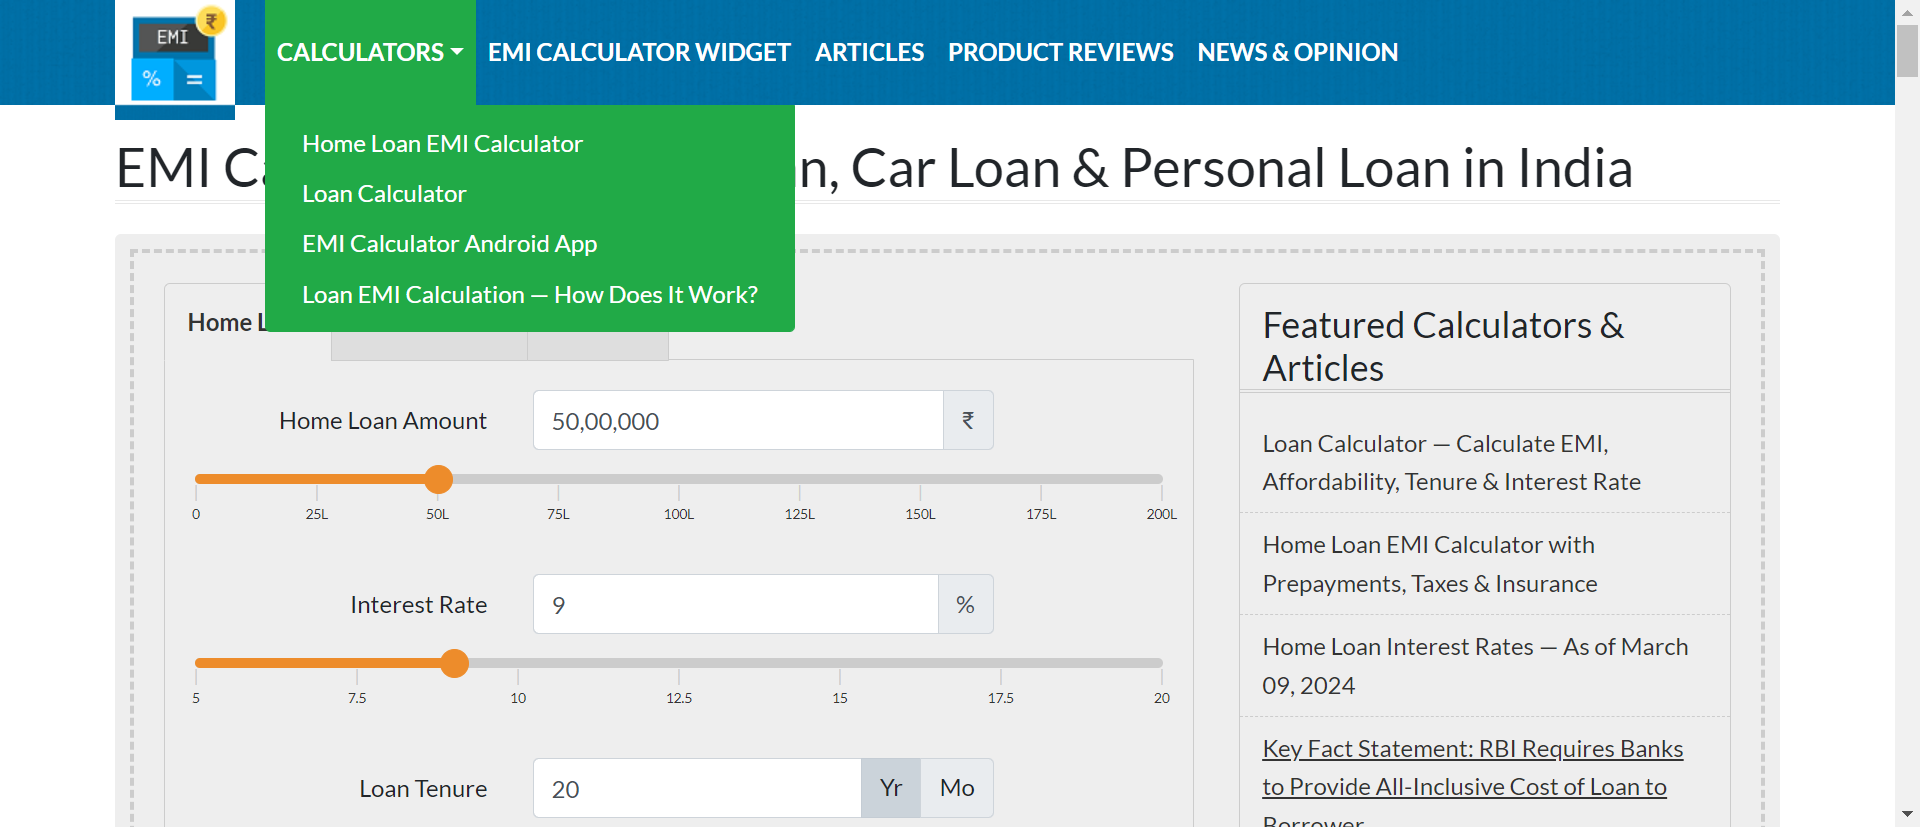 EMI
₹
%
=
CALCULATORS
EMI CALCULATOR WIDGET
ARTICLES
PRODUCT REVIEWS
NEWS & OPINION
Home Loan EMI Calculator
Loan Calculator
EMI Calculator Android App
Loan EMI Calculation — How Does It Work?
EMI
Car Loan & Personal Loan in India
Home
Home Loan Amount
50,00,000
₹
0 25L 50L 75L 100L 125L 150L 175L 200L
Interest Rate
9
%
5 7.5 10 12.5 15 17.5 20
Loan Tenure
20
Yr
Mo
Featured Calculators &
Articles
Loan Calculator — Calculate EMI,
Affordability, Tenure & Interest Rate
Home Loan EMI Calculator with
Prepayments, Taxes & Insurance
Home Loan Interest Rates — As of March
09, 2024
Key Fact Statement: RBI Requires Banks
to Provide All-Inclusive Cost of Loan to
Borrower